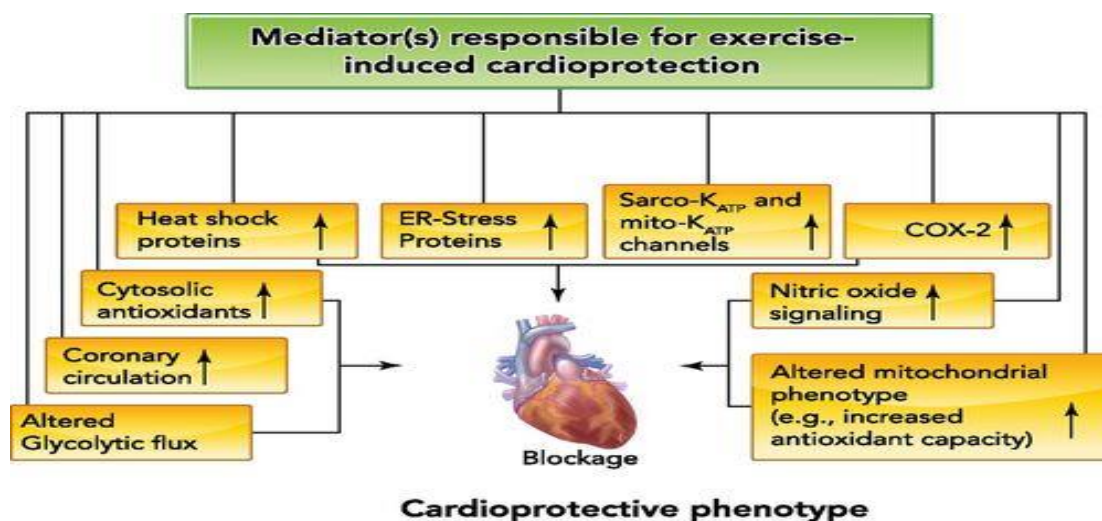 Mediator(s) responsible for exercise-
induced cardioprotection
Heat shock
proteins
ER-Stress
Proteins
Sarco-KATP and
mito-KATP
channels
COX-2
Cytosolic
antioxidants
Nitric oxide
signaling
Coronary
circulation
Altered mitochondrial
phenotype
(e.g., increased
antioxidant capacity)
Altered
Glycolytic flux
Blockage
Cardioprotective phenotype